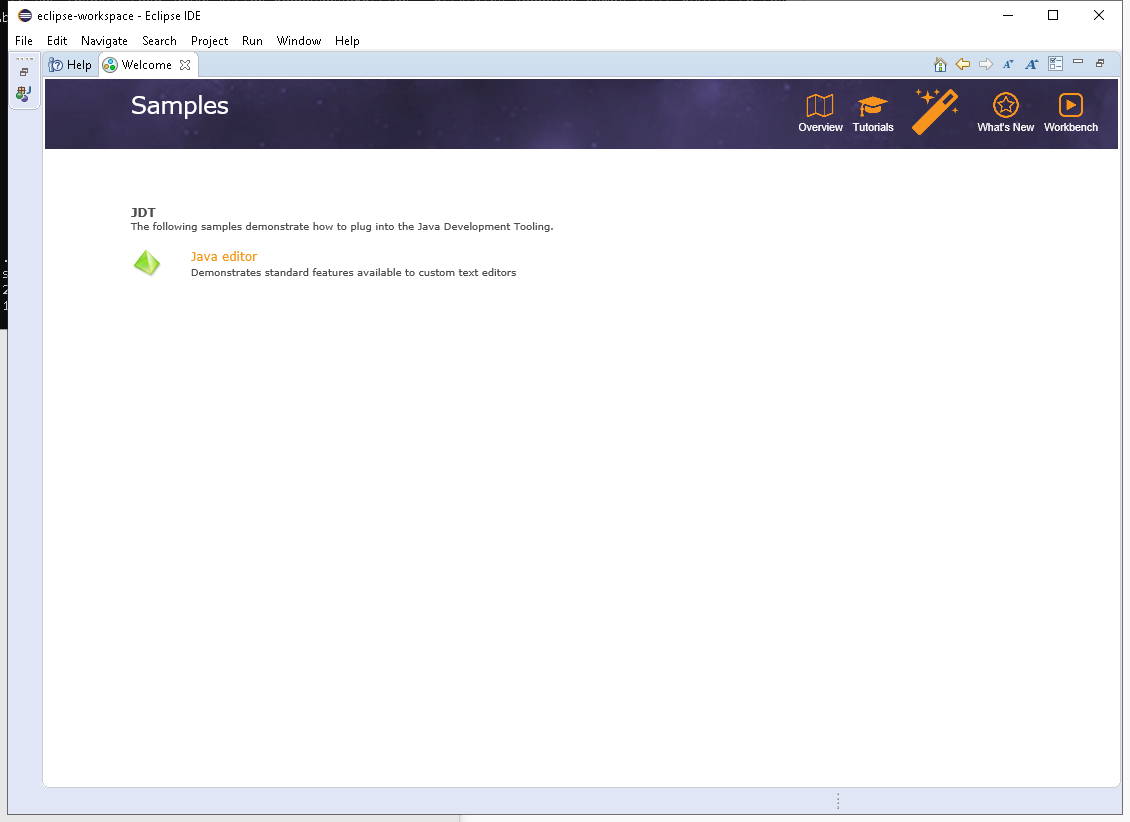 eclipse-workspace - Eclipse IDE
File Edit Navigate Search Project Run Window Help
Help Welcome
Samples
Overview Tutorials What's New Workbench
JDT
The following samples demonstrate how to plug into the Java Development Tooling.
Java editor
Demonstrates standard features available to custom text editors